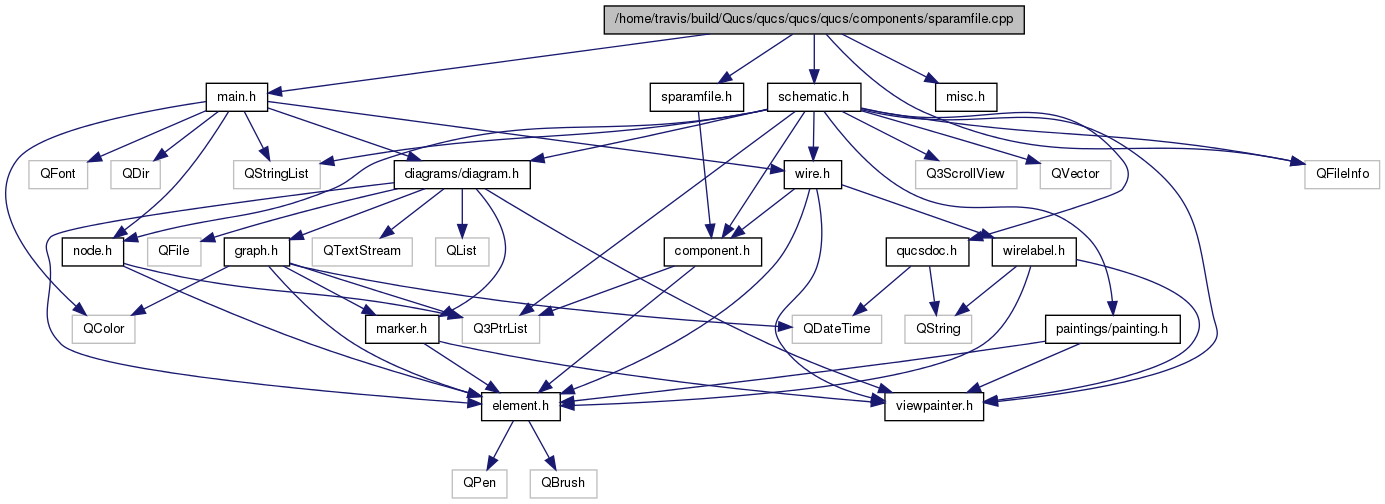 /home/travis/build/Qucs/qucs/qucs/qucs/components/sparamfile.cpp
main.h
sparamfile.h
schematic.h
misc.h
QFont
QDir
QStringList
diagrams/diagram.h
wire.h
Q3ScrollView
QVector
QFileInfo
node.h
QFile
graph.h
QTextStream
QList
component.h
qucsdoc.h
wirelabel.h
QColor
marker.h
Q3PtrList
QDateTime
QString
paintings/painting.h
element.h
viewpainter.h
QPen
QBrush